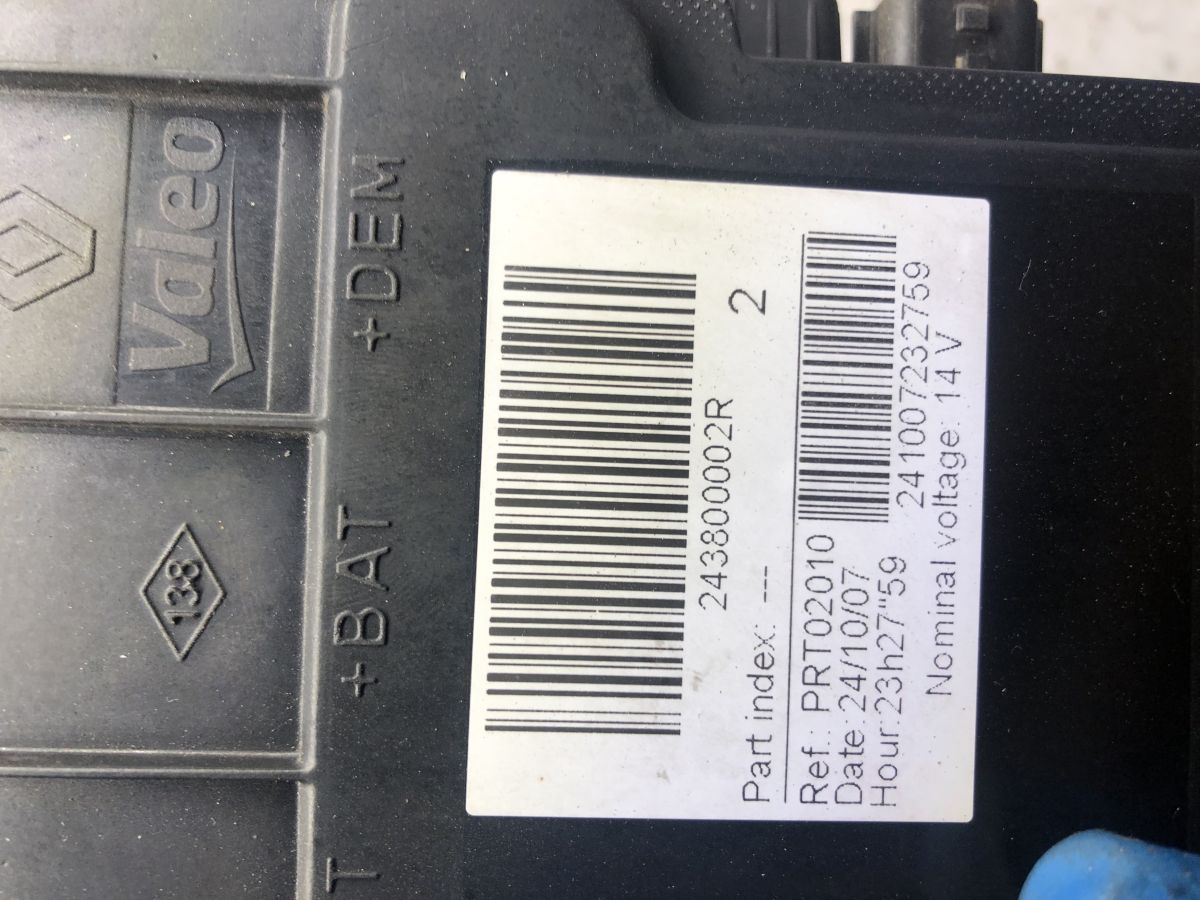 Valeo
138
+DEM
+BAT
T
243800002R
Part index: --- 2
Ref.: PRT02010
Date: 24/10/07
Hour: 23h27"59
241007232759
Nominal voltage: 14 V